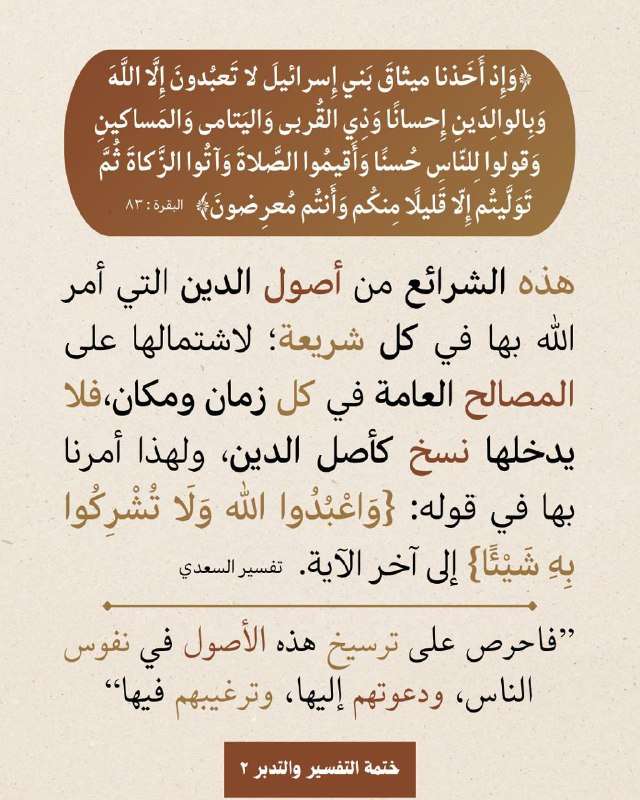 ﴿وَإِذ أَخَذنا ميثاقَ بَني إِسرائيلَ لا تَعبُدونَ إِلَّا اللَّهَ
وَبِالوالِدَينِ إِحسانًا وَذِي القُربى وَاليَتامى وَالمَساكينِ
وَقولوا لِلنّاسِ حُسنًا وَأَقيمُوا الصَّلاةَ وَآتُوا الزَّكاةَ ثُمَّ
تَوَلَّيتُم إِلّا قَليلًا مِنكُم وَأَنتُم مُعرِضونَ﴾ البقرة : ٨٣
هذه الشرائع من أصول الدين التي أمر
الله بها في كل شريعة؛ لاشتمالها على
المصالح العامة في كل زمان ومكان،فلا
يدخلها نسخ كأصل الدين، ولهذا أمرنا
بها في قوله: {وَاعْبُدُوا الله وَلَا تُشْرِكُوا
بِهِ شَيْئًا} إلى آخر الآية. تفسير السعدي
”فاحرص على ترسيخ هذه الأصول في نفوس
الناس، ودعوتهم إليها، وترغيبهم فيها“
ختمة التفسير والتدبر ٢